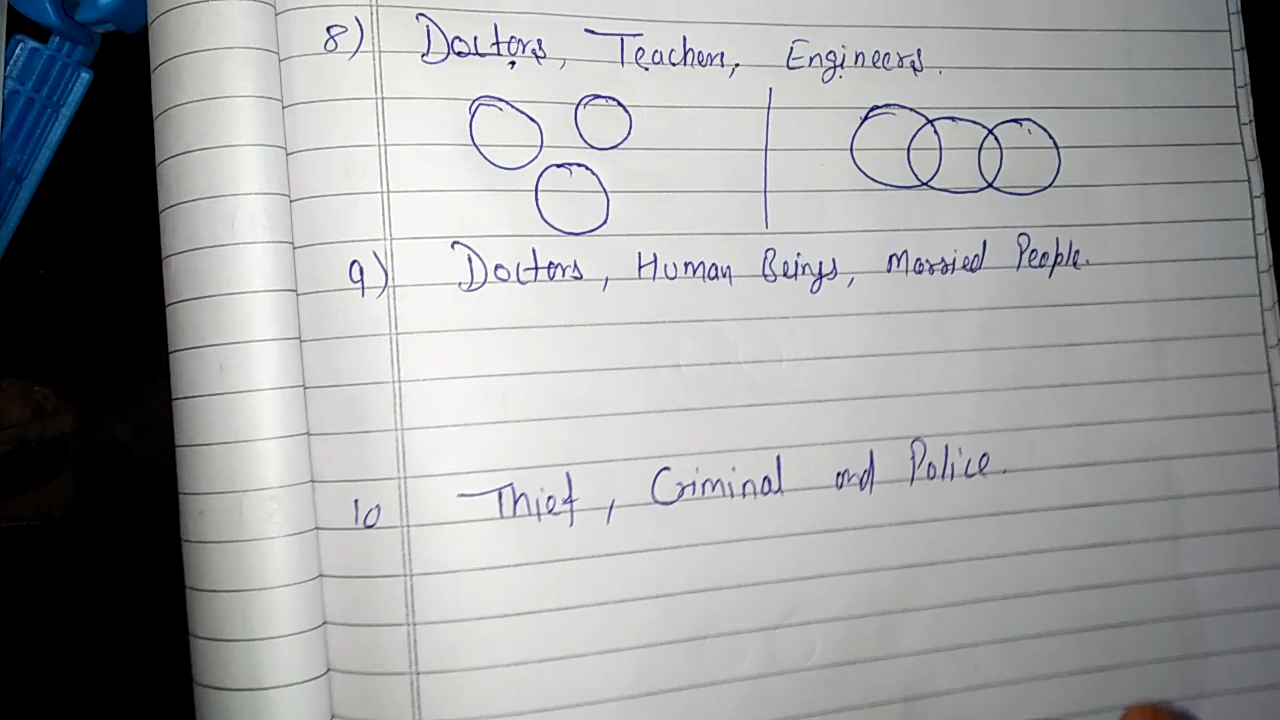 8) Doctors, Teachers, Engineers.
9) Doctors, Human Beings, Married People.
10 Thief, Criminal and Police.